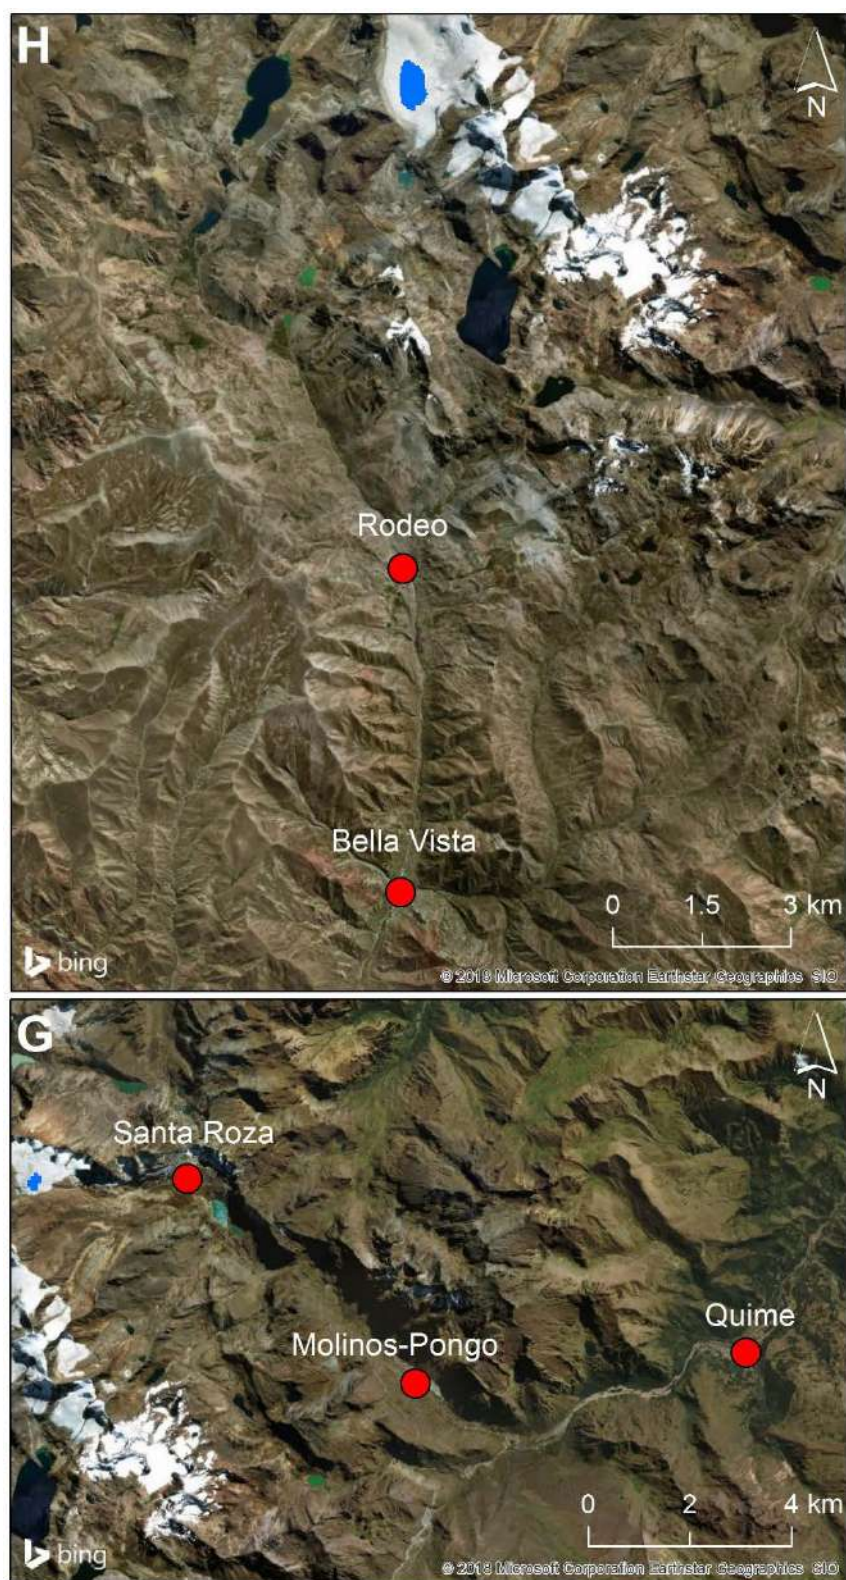 H
N
Rodeo
Bella Vista
0 1.5 3 km
bing
© 2018 Microsoft Corporation Earthstar Geographics SIO
G
N
Santa Roza
Quime
Molinos-Pongo
0 2 4 km
bing
© 2018 Microsoft Corporation Earthstar Geographics SIO